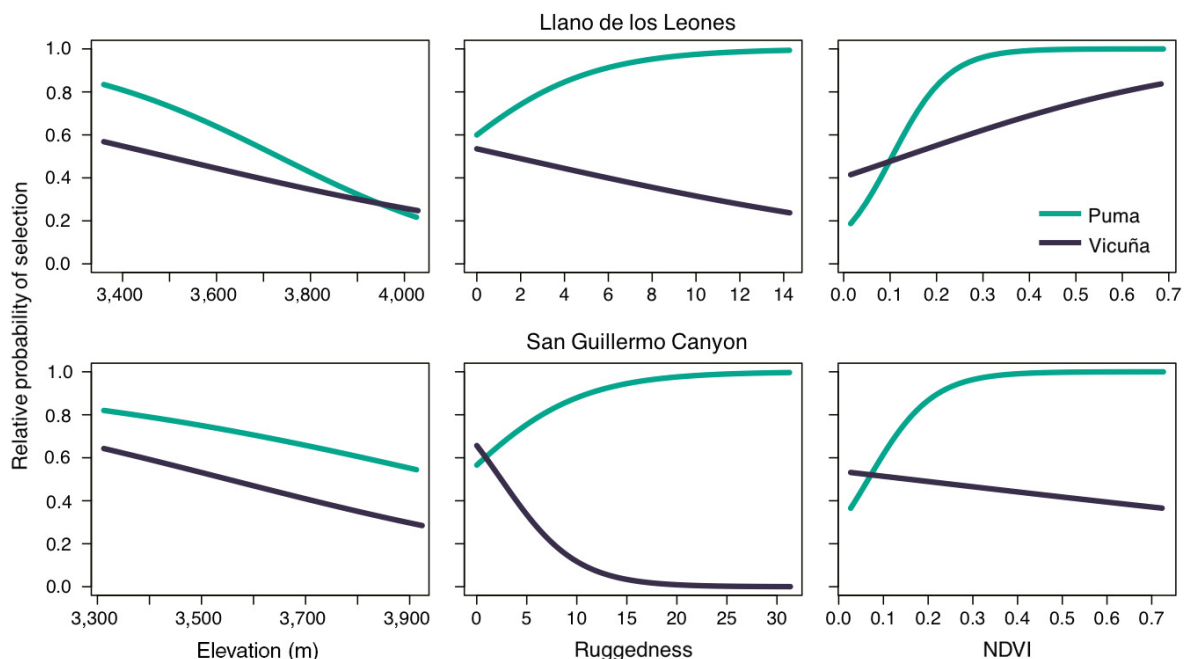 Llano de los Leones
Relative probability of selection
1.0
0.8
0.6
0.4
0.2
0.0
3,400 3,600 3,800 4,000
0 2 4 6 8 10 12 14
Puma
Vicuña
0.0 0.1 0.2 0.3 0.4 0.5 0.6 0.7
San Guillermo Canyon
1.0
0.8
0.6
0.4
0.2
0.0
3,300 3,500 3,700 3,900
0 5 10 15 20 25 30
0.0 0.1 0.2 0.3 0.4 0.5 0.6 0.7
Elevation (m)
Ruggedness
NDVI